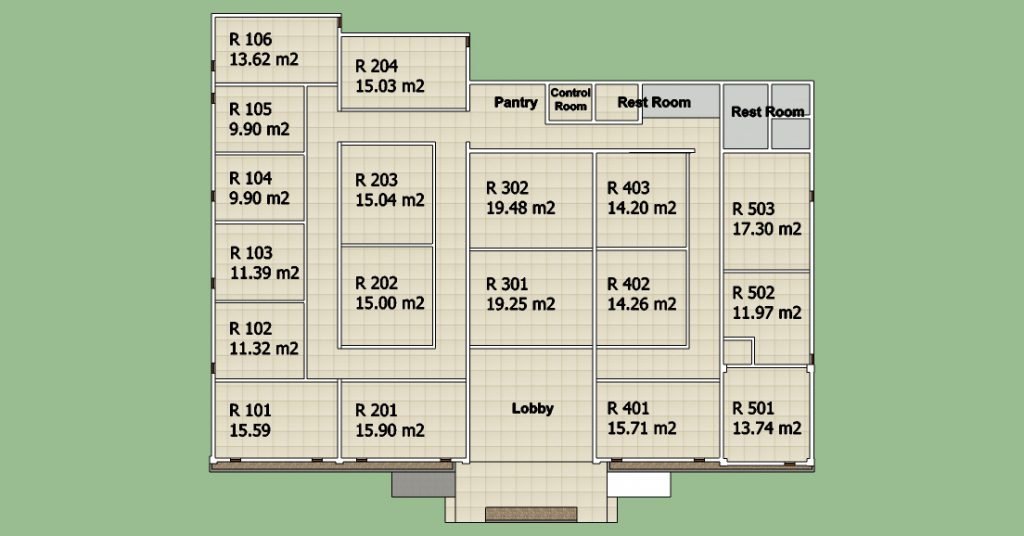 R 106
13.62 m2
R 204
15.03 m2
R 105
9.90 m2
Pantry
Control
Room
Rest Room
Rest Room
R 104
9.90 m2
R 203
15.04 m2
R 302
19.48 m2
R 403
14.20 m2
R 503
17.30 m2
R 103
11.39 m2
R 202
15.00 m2
R 301
19.25 m2
R 402
14.26 m2
R 502
11.97 m2
R 102
11.32 m2
R 101
15.59
R 201
15.90 m2
Lobby
R 401
15.71 m2
R 501
13.74 m2